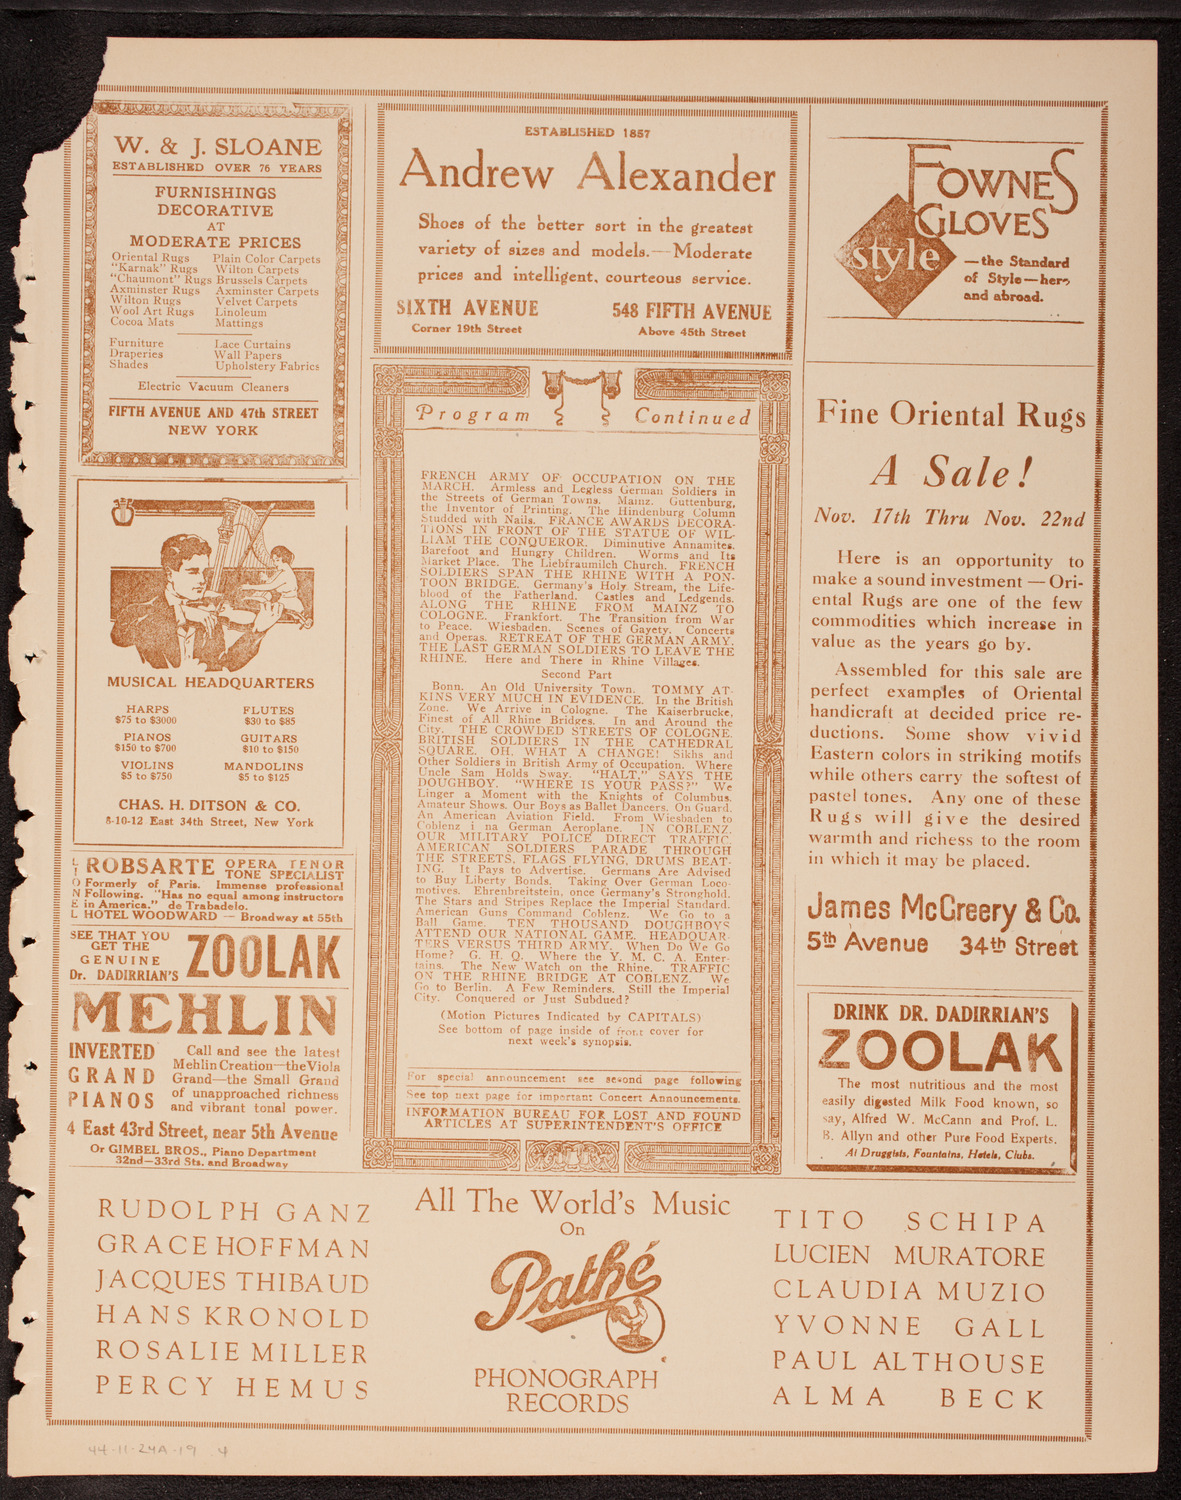 W. & J. SLOANE
ESTABLISHED OVER 76 YEARS
FURNISHINGS
DECORATIVE
AT
MODERATE PRICES
Oriental Rugs Plain Color Carpets
"Karnak" Rugs Wilton Carpets
"Chaumont" Rugs Brussels Carpets
Axminster Rugs Axminster Carpets
Wilton Rugs Velvet Carpets
Wool Art Rugs Linoleum
Cocoa Mats Mattings
Furniture Lace Curtains
Draperies Wall Papers
Shades Upholstery Fabrics
Electric Vacuum Cleaners
FIFTH AVENUE AND 47th STREET
NEW YORK
MUSICAL HEADQUARTERS
HARPS FLUTES
$75 to $3000 $30 to $85
PIANOS GUITARS
$150 to $700 $10 to $150
VIOLINS MANDOLINS
$5 to $750 $5 to $125
CHAS. H. DITSON & CO.
8-10-12 East 34th Street, New York
LIONEL ROBSARTE OPERA TENOR
TONE SPECIALIST
Formerly of Paris. Immense professional
Following. "Has no equal among instructors
in America." de Trabadelo.
HOTEL WOODWARD — Broadway at 55th
SEE THAT YOU
GET THE
GENUINE
Dr. DADIRRIAN'S ZOOLAK
MEHLIN
INVERTED
GRAND
PIANOS
Call and see the latest
Mehlin Creation—the Viola
Grand—the Small Grand
of unapproached richness
and vibrant tonal power.
4 East 43rd Street, near 5th Avenue
Or GIMBEL BROS., Piano Department
32nd—33rd Sts. and Broadway
ESTABLISHED 1857
Andrew Alexander
Shoes of the better sort in the greatest
variety of sizes and models.—Moderate
prices and intelligent, courteous service.
SIXTH AVENUE 548 FIFTH AVENUE
Corner 19th Street Above 45th Street
Program Continued
FRENCH ARMY OF OCCUPATION ON THE
MARCH. Armless and Legless German Soldiers in
the Streets of German Towns. Mainz. Guttenburg,
the Inventor of Printing. The Hindenburg Column
Studded with Nails. FRANCE AWARDS DECORA-
TIONS IN FRONT OF THE STATUE OF WIL-
LIAM THE CONQUEROR. Diminutive Annamites.
Barefoot and Hungry Children. Worms and Its
Market Place. The Liebfraumilch Church. FRENCH
SOLDIERS SPAN THE RHINE WITH A PON-
TOON BRIDGE. Germany's Holy Stream, the Life-
blood of the Fatherland. Castles and Ledgends.
ALONG THE RHINE FROM MAINZ TO
COLOGNE. Frankfort. The Transition from War
to Peace. Wiesbaden. Scenes of Gayety. Concerts
and Operas. RETREAT OF THE GERMAN ARMY.
THE LAST GERMAN SOLDIERS TO LEAVE THE
RHINE. Here and There in Rhine Villages.
Second Part
Bonn. An Old University Town. TOMMY AT-
KINS VERY MUCH IN EVIDENCE. In the British
Zone. We Arrive in Cologne. The Kaiserbrucke,
Finest of All Rhine Bridges. In and Around the
City. THE CROWDED STREETS OF COLOGNE.
BRITISH SOLDIERS IN THE CATHEDRAL
SQUARE. OH, WHAT A CHANGE! Sikhs and
Other Soldiers in British Army of Occupation. Where
Uncle Sam Holds Sway. "HALT," SAYS THE
DOUGHBOY. "WHERE IS YOUR PASS?" We
Linger a Moment with the Knights of Columbus.
Amateur Shows. Our Boys as Ballet Dancers. On Guard.
An American Aviation Field. From Wiesbaden to
Coblenz i na German Aeroplane. IN COBLENZ.
OUR MILITARY POLICE DIRECT TRAFFIC.
AMERICAN SOLDIERS PARADE THROUGH
THE STREETS, FLAGS FLYING, DRUMS BEAT-
ING. It Pays to Advertise. Germans Are Advised
to Buy Liberty Bonds. Taking Over German Loco-
motives. Ehrenbreitstein, once Germany's Stronghold.
The Stars and Stripes Replace the Imperial Standard.
American Guns Command Coblenz. We Go to a
Ball Game. TEN THOUSAND DOUGHBOYS
ATTEND OUR NATIONAL GAME. HEADQUAR-
TERS VERSUS THIRD ARMY. When Do We Go
Home? G. H. Q. Where the Y. M. C. A. Enter-
tains. The New Watch on the Rhine. TRAFFIC
ON THE RHINE BRIDGE AT COBLENZ. We
Go to Berlin. A Few Reminders. Still the Imperial
City. Conquered or Just Subdued?
(Motion Pictures Indicated by CAPITALS)
See bottom of page inside of front cover for
next week's synopsis.
For special announcement see second page following
See top next page for important Concert Announcements.
INFORMATION BUREAU FOR LOST AND FOUND
ARTICLES AT SUPERINTENDENT'S OFFICE
FOWNES
GLOVES
style
—the Standard
of Style—here
and abroad.
Fine Oriental Rugs
A Sale!
Nov. 17th Thru Nov. 22nd
Here is an opportunity to
make a sound investment — Ori-
ental Rugs are one of the few
commodities which increase in
value as the years go by.
Assembled for this sale are
perfect examples of Oriental
handicraft at decided price re-
ductions. Some show vivid
Eastern colors in striking motifs
while others carry the softest of
pastel tones. Any one of these
Rugs will give the desired
warmth and richess to the room
in which it may be placed.
James McCreery & Co.
5th Avenue 34th Street
DRINK DR. DADIRRIAN'S
ZOOLAK
The most nutritious and the most
easily digested Milk Food known, so
say, Alfred W. McCann and Prof. L.
B. Allyn and other Pure Food Experts.
At Druggists, Fountains, Hotels, Clubs.
RUDOLPH GANZ
GRACE HOFFMAN
JACQUES THIBAUD
HANS KRONOLD
ROSALIE MILLER
PERCY HEMUS
All The World's Music
On
Pathé
PHONOGRAPH
RECORDS
TITO SCHIPA
LUCIEN MURATORE
CLAUDIA MUZIO
YVONNE GALL
PAUL ALTHOUSE
ALMA BECK
44-11-24A-19 4